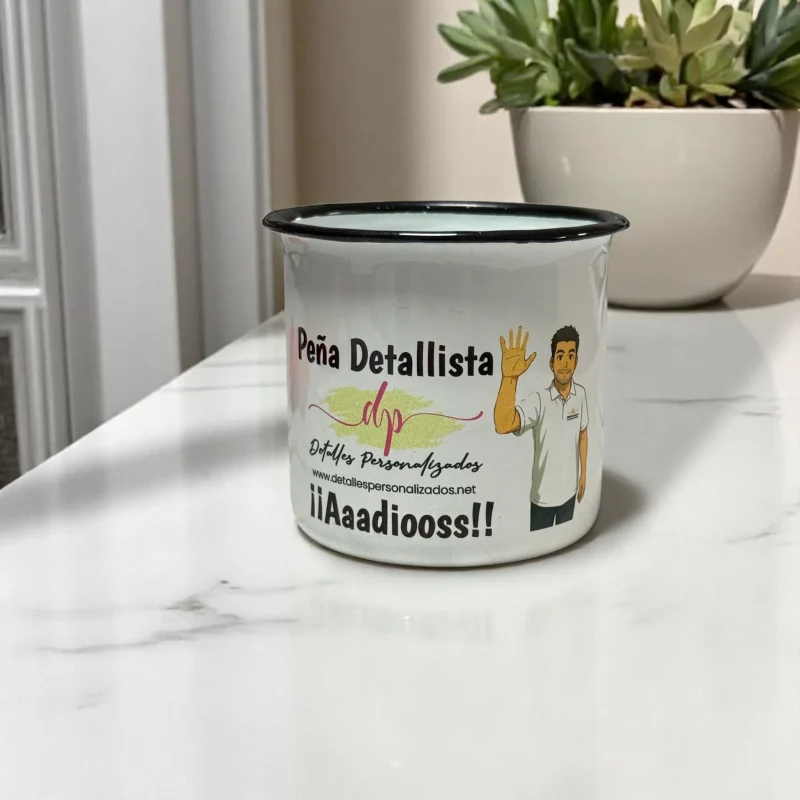 Peña Detallista
dp
Detalles Personalizados
www.detallespersonalizados.net
¡¡Aaadiooss!!